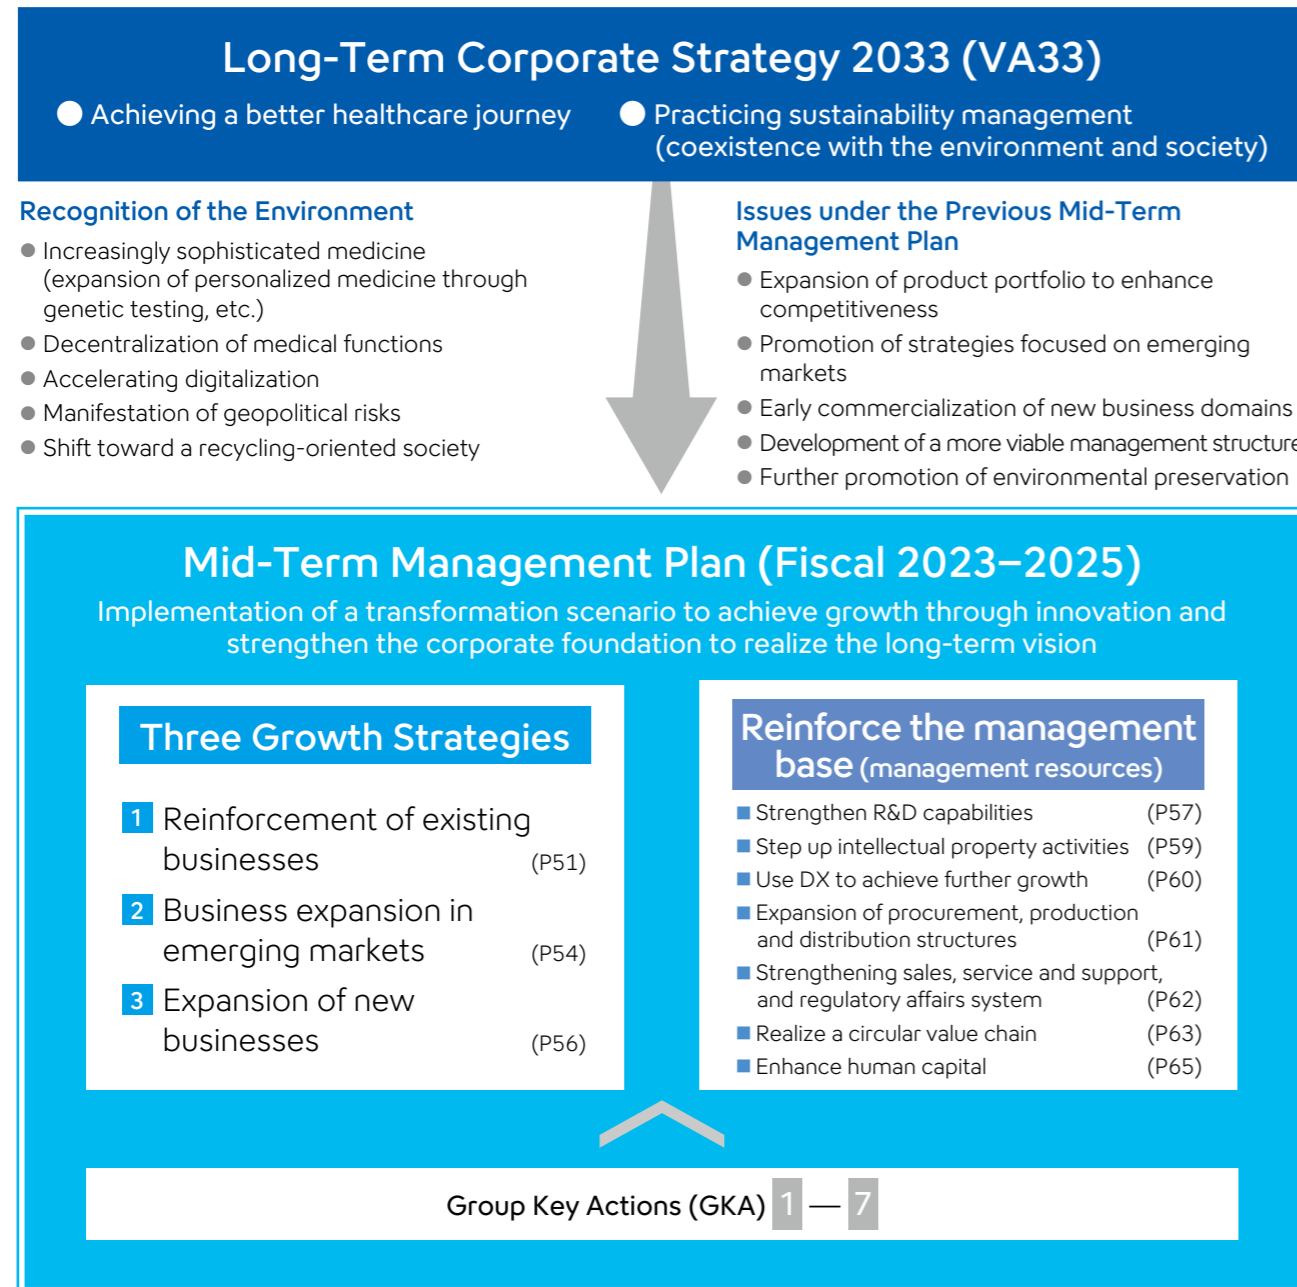 Long-Term Corporate Strategy 2033 (VA33)
● Achieving a better healthcare journey
● Practicing sustainability management
(coexistence with the environment and society)
Recognition of the Environment
● Increasingly sophisticated medicine
(expansion of personalized medicine through
genetic testing, etc.)
● Decentralization of medical functions
● Accelerating digitalization
● Manifestation of geopolitical risks
● Shift toward a recycling-oriented society
Issues under the Previous Mid-Term
Management Plan
● Expansion of product portfolio to enhance
competitiveness
● Promotion of strategies focused on emerging
markets
● Early commercialization of new business domains
● Development of a more viable management structure
● Further promotion of environmental preservation
Mid-Term Management Plan (Fiscal 2023–2025)
Implementation of a transformation scenario to achieve growth through innovation and
strengthen the corporate foundation to realize the long-term vision
Three Growth Strategies
1 Reinforcement of existing
businesses (P51)
2 Business expansion in
emerging markets (P54)
3 Expansion of new
businesses (P56)
Reinforce the management
base (management resources)
■ Strengthen R&D capabilities (P57)
■ Step up intellectual property activities (P59)
■ Use DX to achieve further growth (P60)
■ Expansion of procurement, production
and distribution structures (P61)
■ Strengthening sales, service and support,
and regulatory affairs system (P62)
■ Realize a circular value chain (P63)
■ Enhance human capital (P65)
Group Key Actions (GKA) 1 — 7